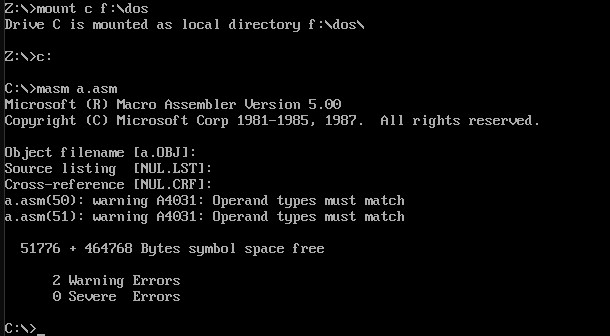 Z:\>mount c f:\dos
Drive C is mounted as local directory f:\dos\
Z:\>c:
C:\>masm a.asm
Microsoft (R) Macro Assembler Version 5.00
Copyright (C) Microsoft Corp 1981-1985, 1987.  All rights reserved.
Object filename [a.OBJ]:
Source listing  [NUL.LST]:
Cross-reference [NUL.CRF]:
a.asm(50): warning A4031: Operand types must match
a.asm(51): warning A4031: Operand types must match
51776 + 464768 Bytes symbol space free
2 Warning Errors
0 Severe  Errors
C:\>_